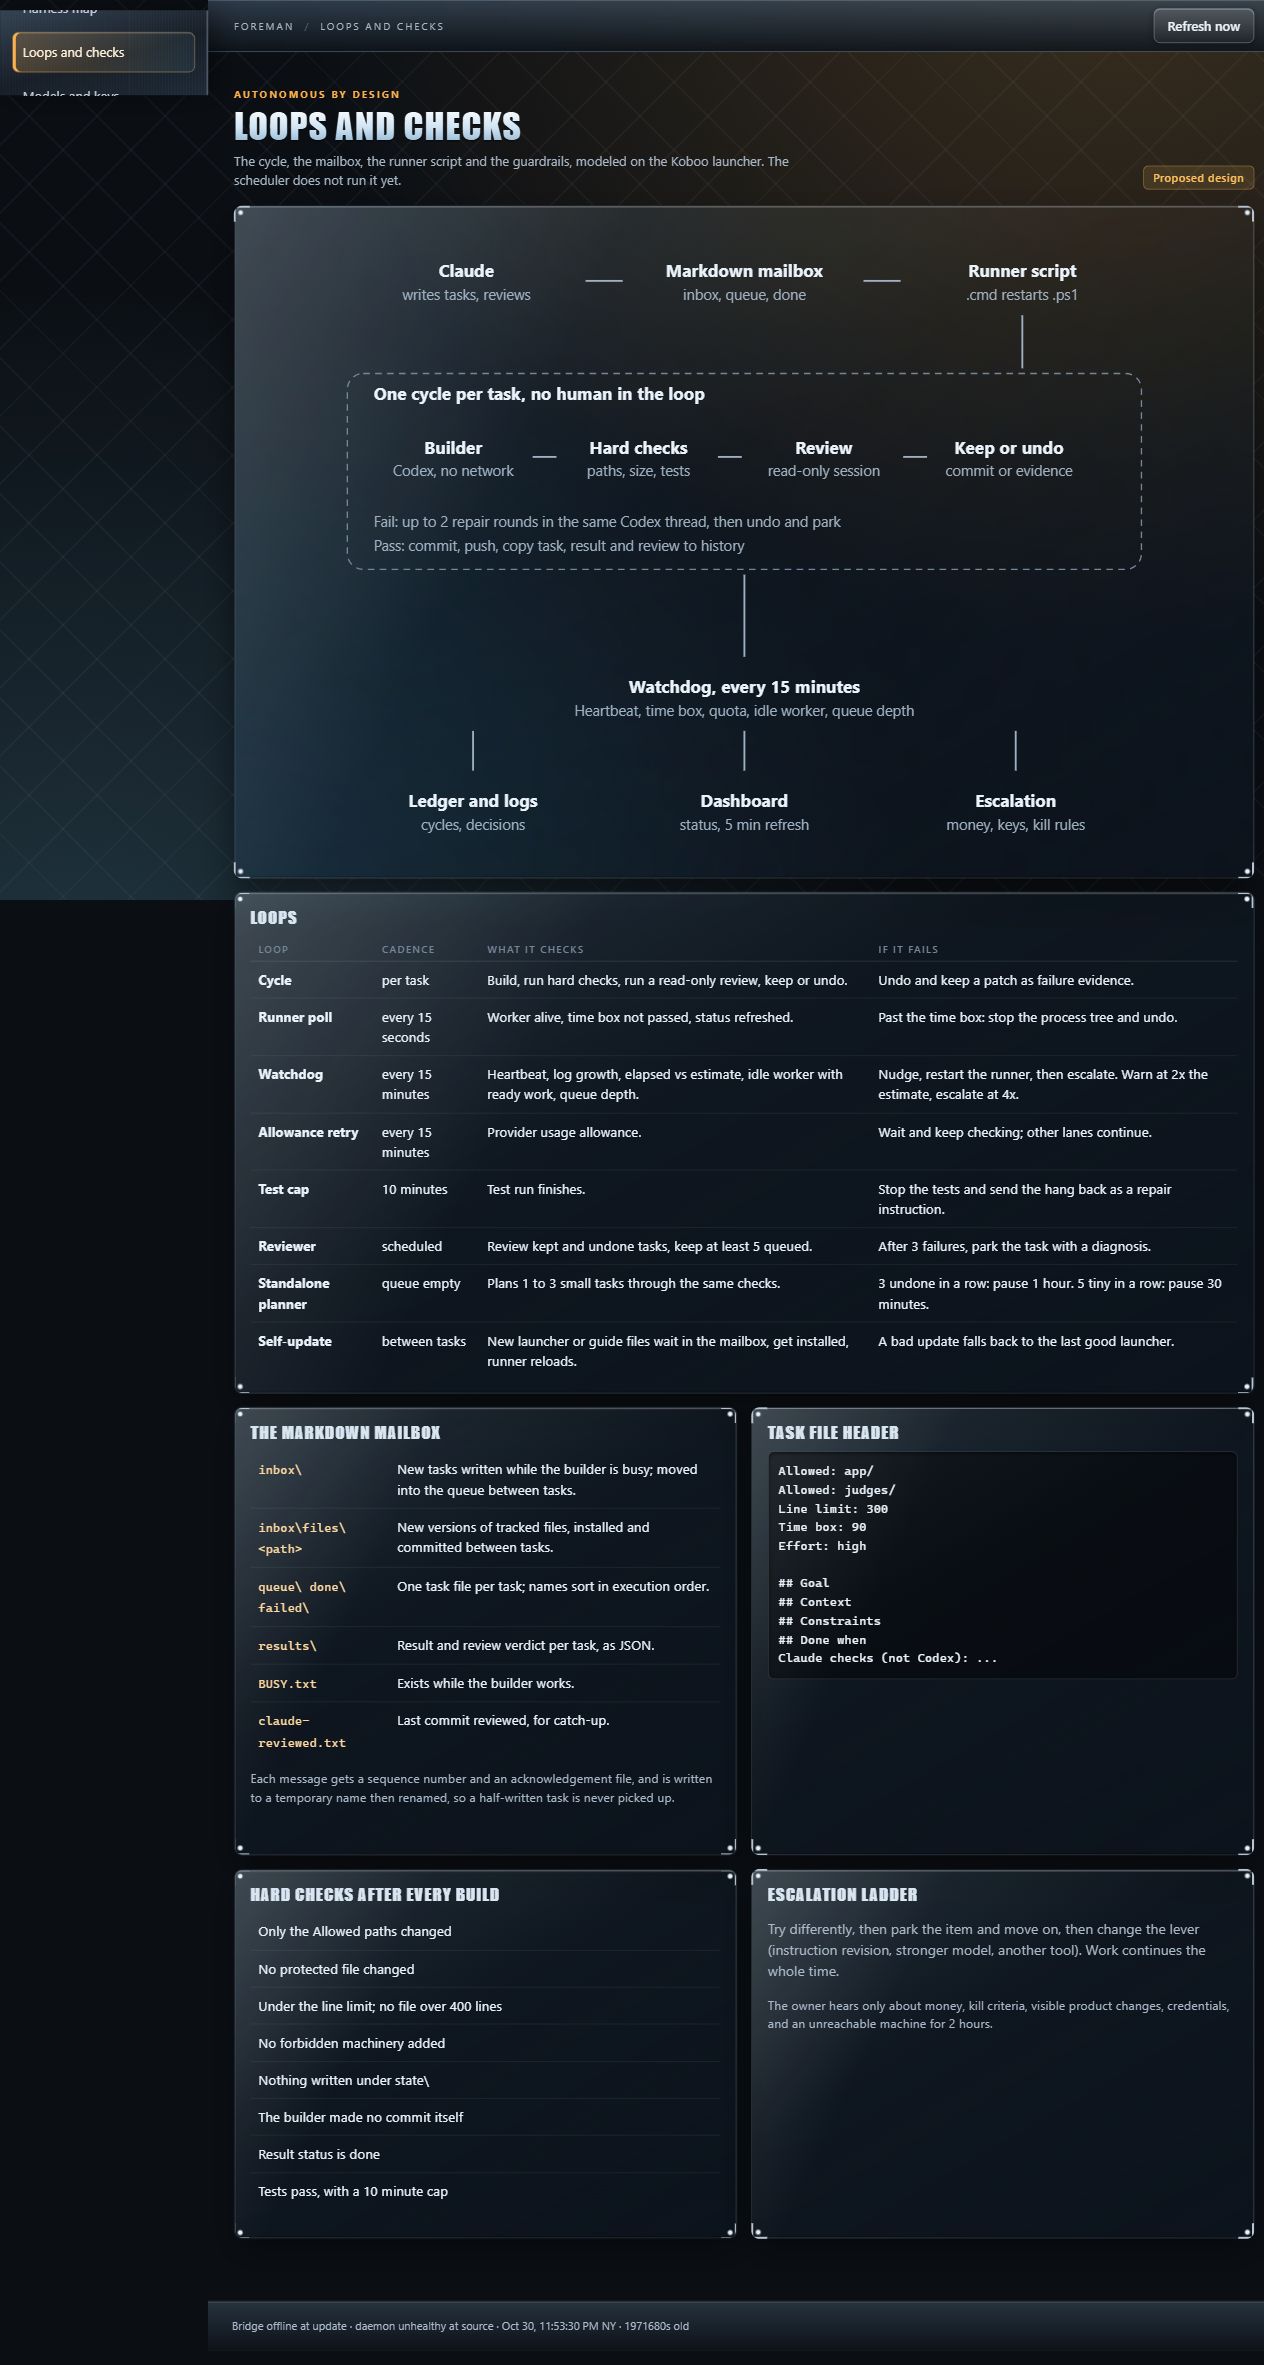 Harness map
Loops and checks
Models and keys
FOREMAN / LOOPS AND CHECKS
Refresh now
AUTONOMOUS BY DESIGN
LOOPS AND CHECKS
The cycle, the mailbox, the runner script and the guardrails, modeled on the Koboo launcher. The
scheduler does not run it yet.
Proposed design
Claude
writes tasks, reviews
Markdown mailbox
inbox, queue, done
Runner script
.cmd restarts .ps1
One cycle per task, no human in the loop
Builder
Codex, no network
Hard checks
paths, size, tests
Review
read-only session
Keep or undo
commit or evidence
Fail: up to 2 repair rounds in the same Codex thread, then undo and park
Pass: commit, push, copy task, result and review to history
Watchdog, every 15 minutes
Heartbeat, time box, quota, idle worker, queue depth
Ledger and logs
cycles, decisions
Dashboard
status, 5 min refresh
Escalation
money, keys, kill rules
LOOPS
LOOP CADENCE WHAT IT CHECKS IF IT FAILS
Cycle per task Build, run hard checks, run a read-only review, keep or undo. Undo and keep a patch as failure evidence.
Runner poll every 15 seconds Worker alive, time box not passed, status refreshed. Past the time box: stop the process tree and undo.
Watchdog every 15 minutes Heartbeat, log growth, elapsed vs estimate, idle worker with ready work, queue depth. Nudge, restart the runner, then escalate. Warn at 2x the estimate, escalate at 4x.
Allowance retry every 15 minutes Provider usage allowance. Wait and keep checking; other lanes continue.
Test cap 10 minutes Test run finishes. Stop the tests and send the hang back as a repair instruction.
Reviewer scheduled Review kept and undone tasks, keep at least 5 queued. After 3 failures, park the task with a diagnosis.
Standalone planner queue empty Plans 1 to 3 small tasks through the same checks. 3 undone in a row: pause 1 hour. 5 tiny in a row: pause 30 minutes.
Self-update between tasks New launcher or guide files wait in the mailbox, get installed, runner reloads. A bad update falls back to the last good launcher.
THE MARKDOWN MAILBOX
inbox\ New tasks written while the builder is busy; moved into the queue between tasks.
inbox\files\<path> New versions of tracked files, installed and committed between tasks.
queue\ done\ failed\ One task file per task; names sort in execution order.
results\ Result and review verdict per task, as JSON.
BUSY.txt Exists while the builder works.
claude-reviewed.txt Last commit reviewed, for catch-up.
Each message gets a sequence number and an acknowledgement file, and is written
to a temporary name then renamed, so a half-written task is never picked up.
TASK FILE HEADER
Allowed: app/
Allowed: judges/
Line limit: 300
Time box: 90
Effort: high
## Goal
## Context
## Constraints
## Done when
Claude checks (not Codex): ...
HARD CHECKS AFTER EVERY BUILD
Only the Allowed paths changed
No protected file changed
Under the line limit; no file over 400 lines
No forbidden machinery added
Nothing written under state\
The builder made no commit itself
Result status is done
Tests pass, with a 10 minute cap
ESCALATION LADDER
Try differently, then park the item and move on, then change the lever
(instruction revision, stronger model, another tool). Work continues the
whole time.
The owner hears only about money, kill criteria, visible product changes, credentials,
and an unreachable machine for 2 hours.
Bridge offline at update · daemon unhealthy at source · Oct 30, 11:53:30 PM NY · 1971680s old